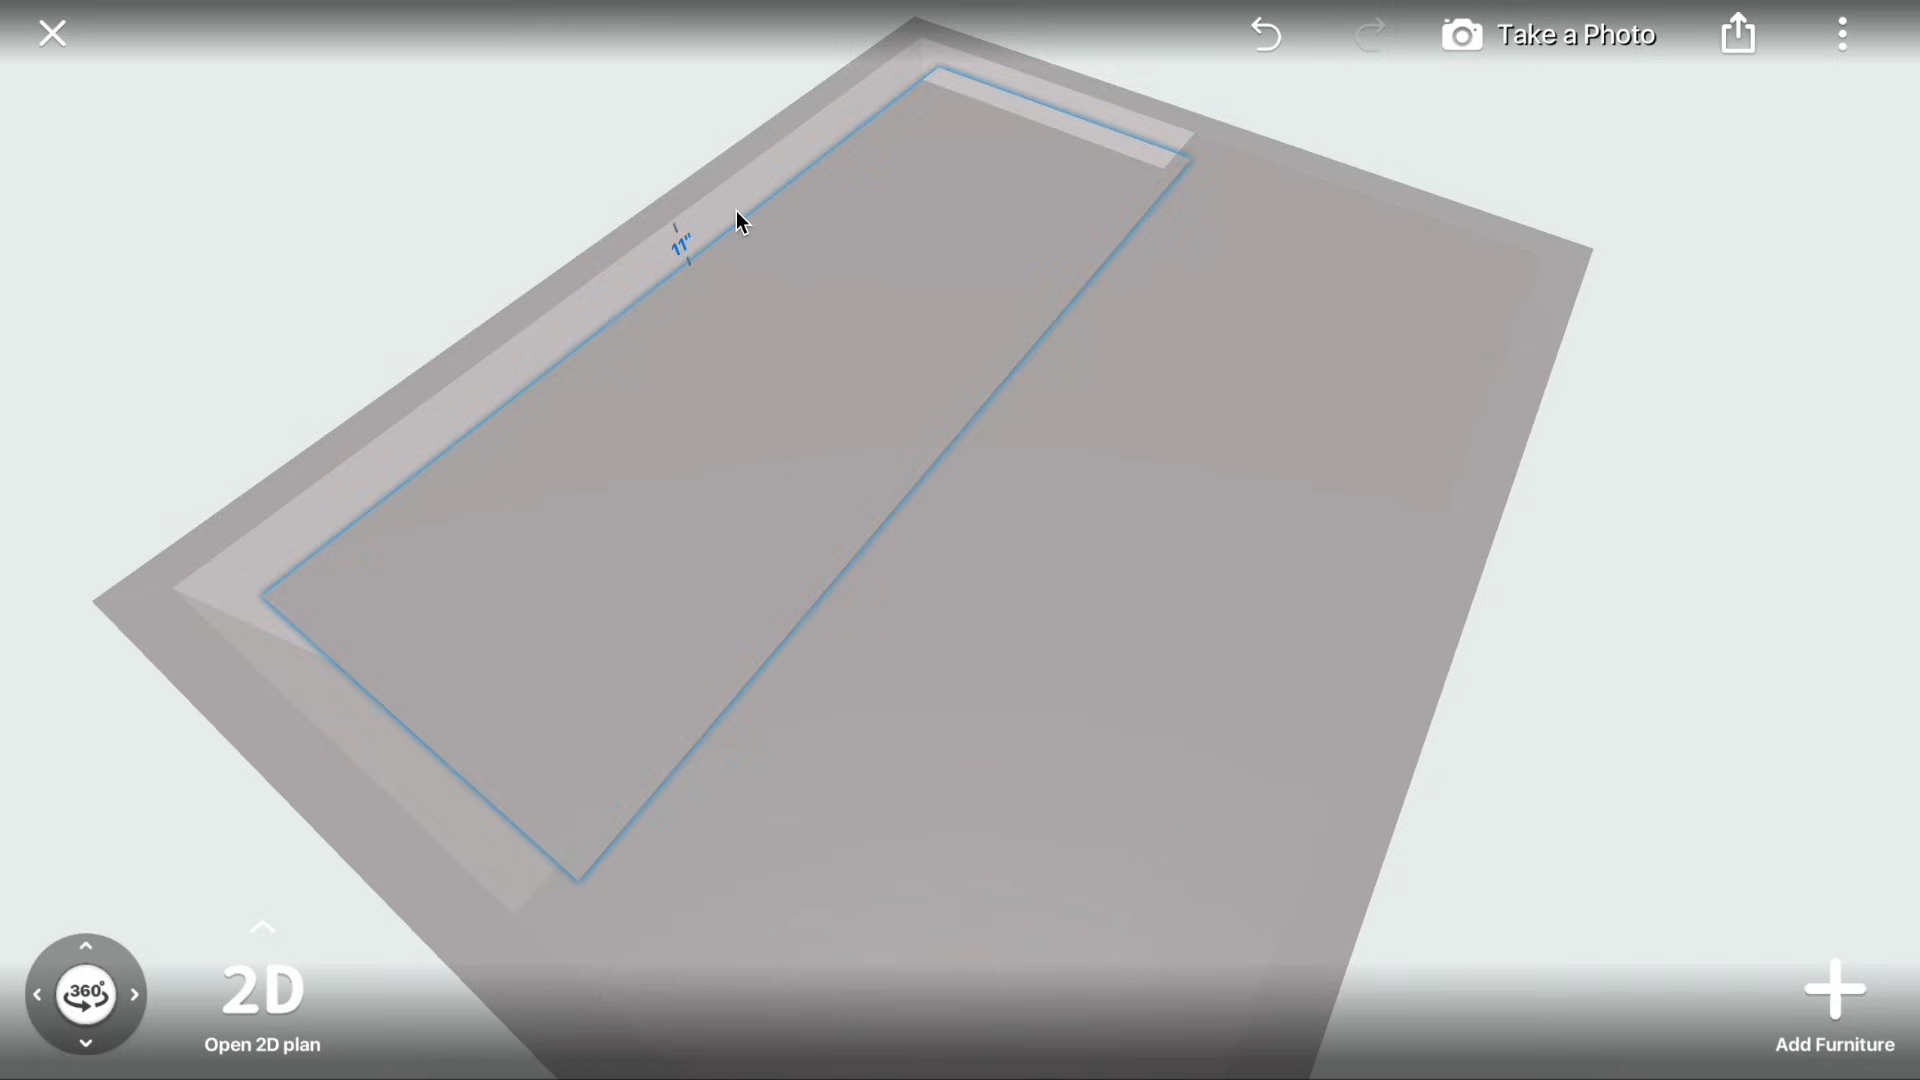 Take a Photo
11"
360°
2D
Open 2D plan
Add Furniture